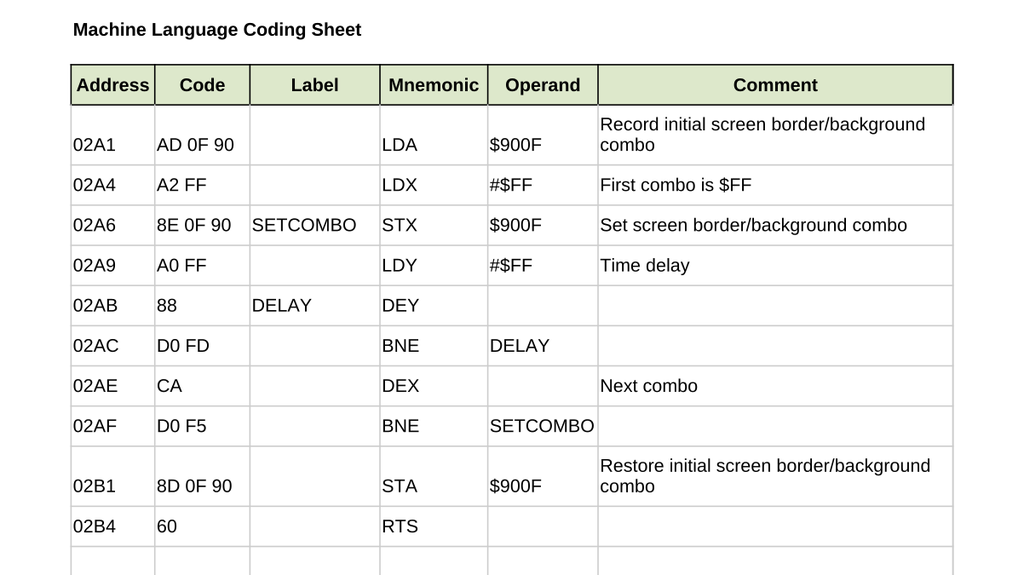 Machine Language Coding Sheet
Address Code Label Mnemonic Operand Comment
02A1 AD 0F 90 LDA $900F Record initial screen border/background
combo
02A4 A2 FF LDX #$FF First combo is $FF
02A6 8E 0F 90 SETCOMBO STX $900F Set screen border/background combo
02A9 A0 FF LDY #$FF Time delay
02AB 88 DELAY DEY
02AC D0 FD BNE DELAY
02AE CA DEX Next combo
02AF D0 F5 BNE SETCOMBO
02B1 8D 0F 90 STA $900F Restore initial screen border/background
combo
02B4 60 RTS